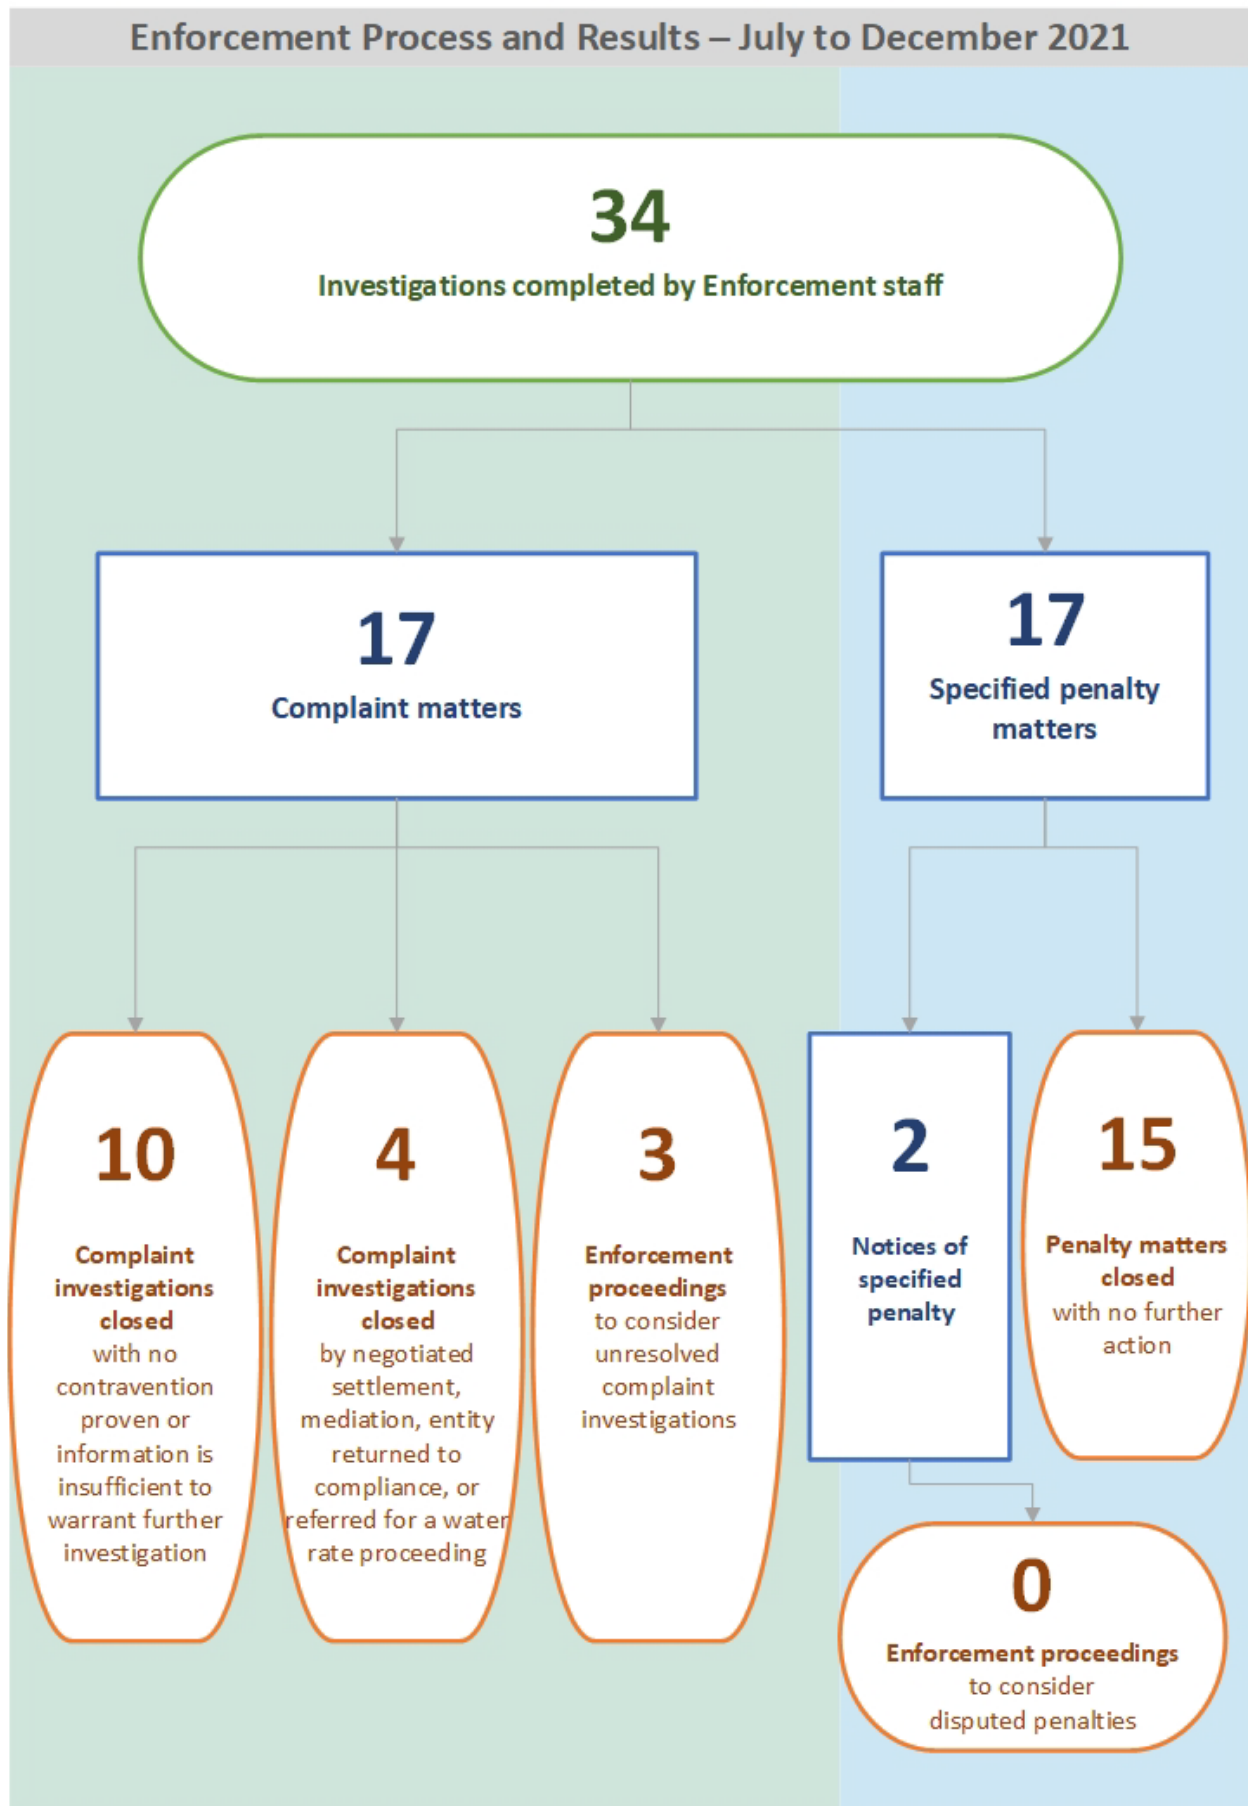 Enforcement Process and Results – July to December 2021
34
Investigations completed by Enforcement staff
17
Complaint matters
17
Specified penalty
matters
10
Complaint
investigations
closed
with no
contravention
proven or
information is
insufficient to
warrant further
investigation
4
Complaint
investigations
closed
by negotiated
settlement,
mediation, entity
returned to
compliance, or
referred for a water
rate proceeding
3
Enforcement
proceedings
to consider
unresolved
complaint
investigations
2
Notices of
specified
penalty
15
Penalty matters
closed
with no further
action
0
Enforcement proceedings
to consider
disputed penalties